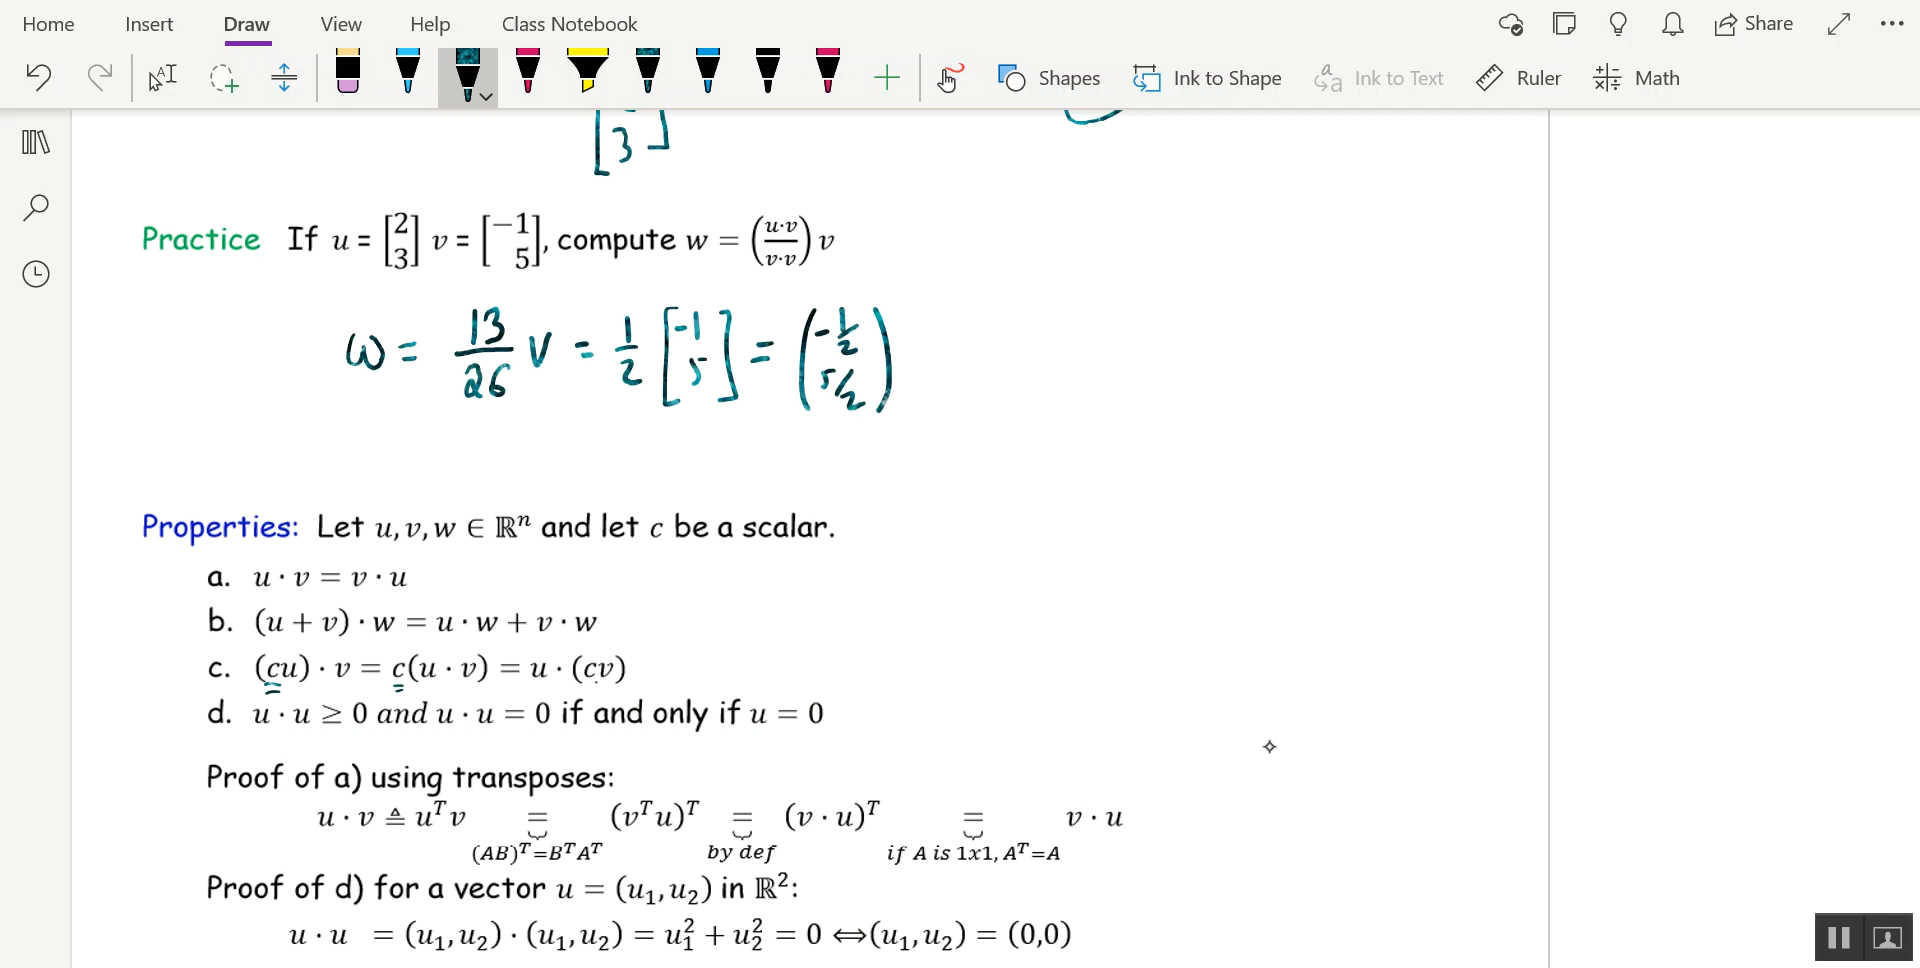 Home Insert Draw View Help Class Notebook Share
Shapes Ink to Shape Ink to Text Ruler Math
3
Practice If u = [2 3] v = [−1 5], compute w = (u·v / v·v) v
w = 13/26 v = 1/2 [-1 5] = (-1/2 5/2)
Properties: Let u, v, w ∈ ℝⁿ and let c be a scalar.
a. u · v = v · u
b. (u + v) · w = u · w + v · w
c. (cu) · v = c(u · v) = u · (cv)
d. u · u ≥ 0 and u · u = 0 if and only if u = 0
Proof of a) using transposes:
u · v ≜ uᵀv = (vᵀu)ᵀ = (v · u)ᵀ = v · u
(AB)ᵀ=BᵀAᵀ by def if A is 1x1, Aᵀ=A
Proof of d) for a vector u = (u₁, u₂) in ℝ²:
u · u = (u₁, u₂) · (u₁, u₂) = u₁² + u₂² = 0 ⟺ (u₁, u₂) = (0,0)